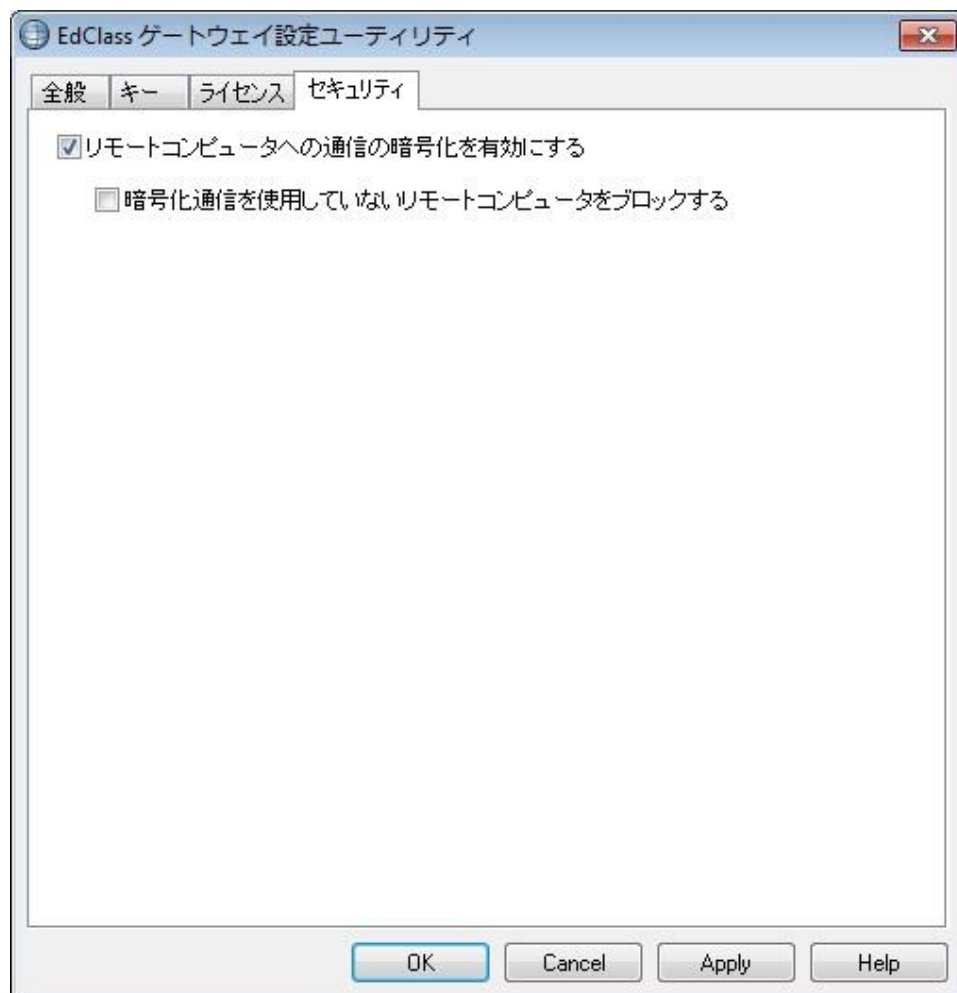 EdClass ゲートウェイ設定ユーティリティ
全般 キー ライセンス セキュリティ
リモートコンピュータへの通信の暗号化を有効にする
暗号化通信を使用していないリモートコンピュータをブロックする
OK Cancel Apply Help